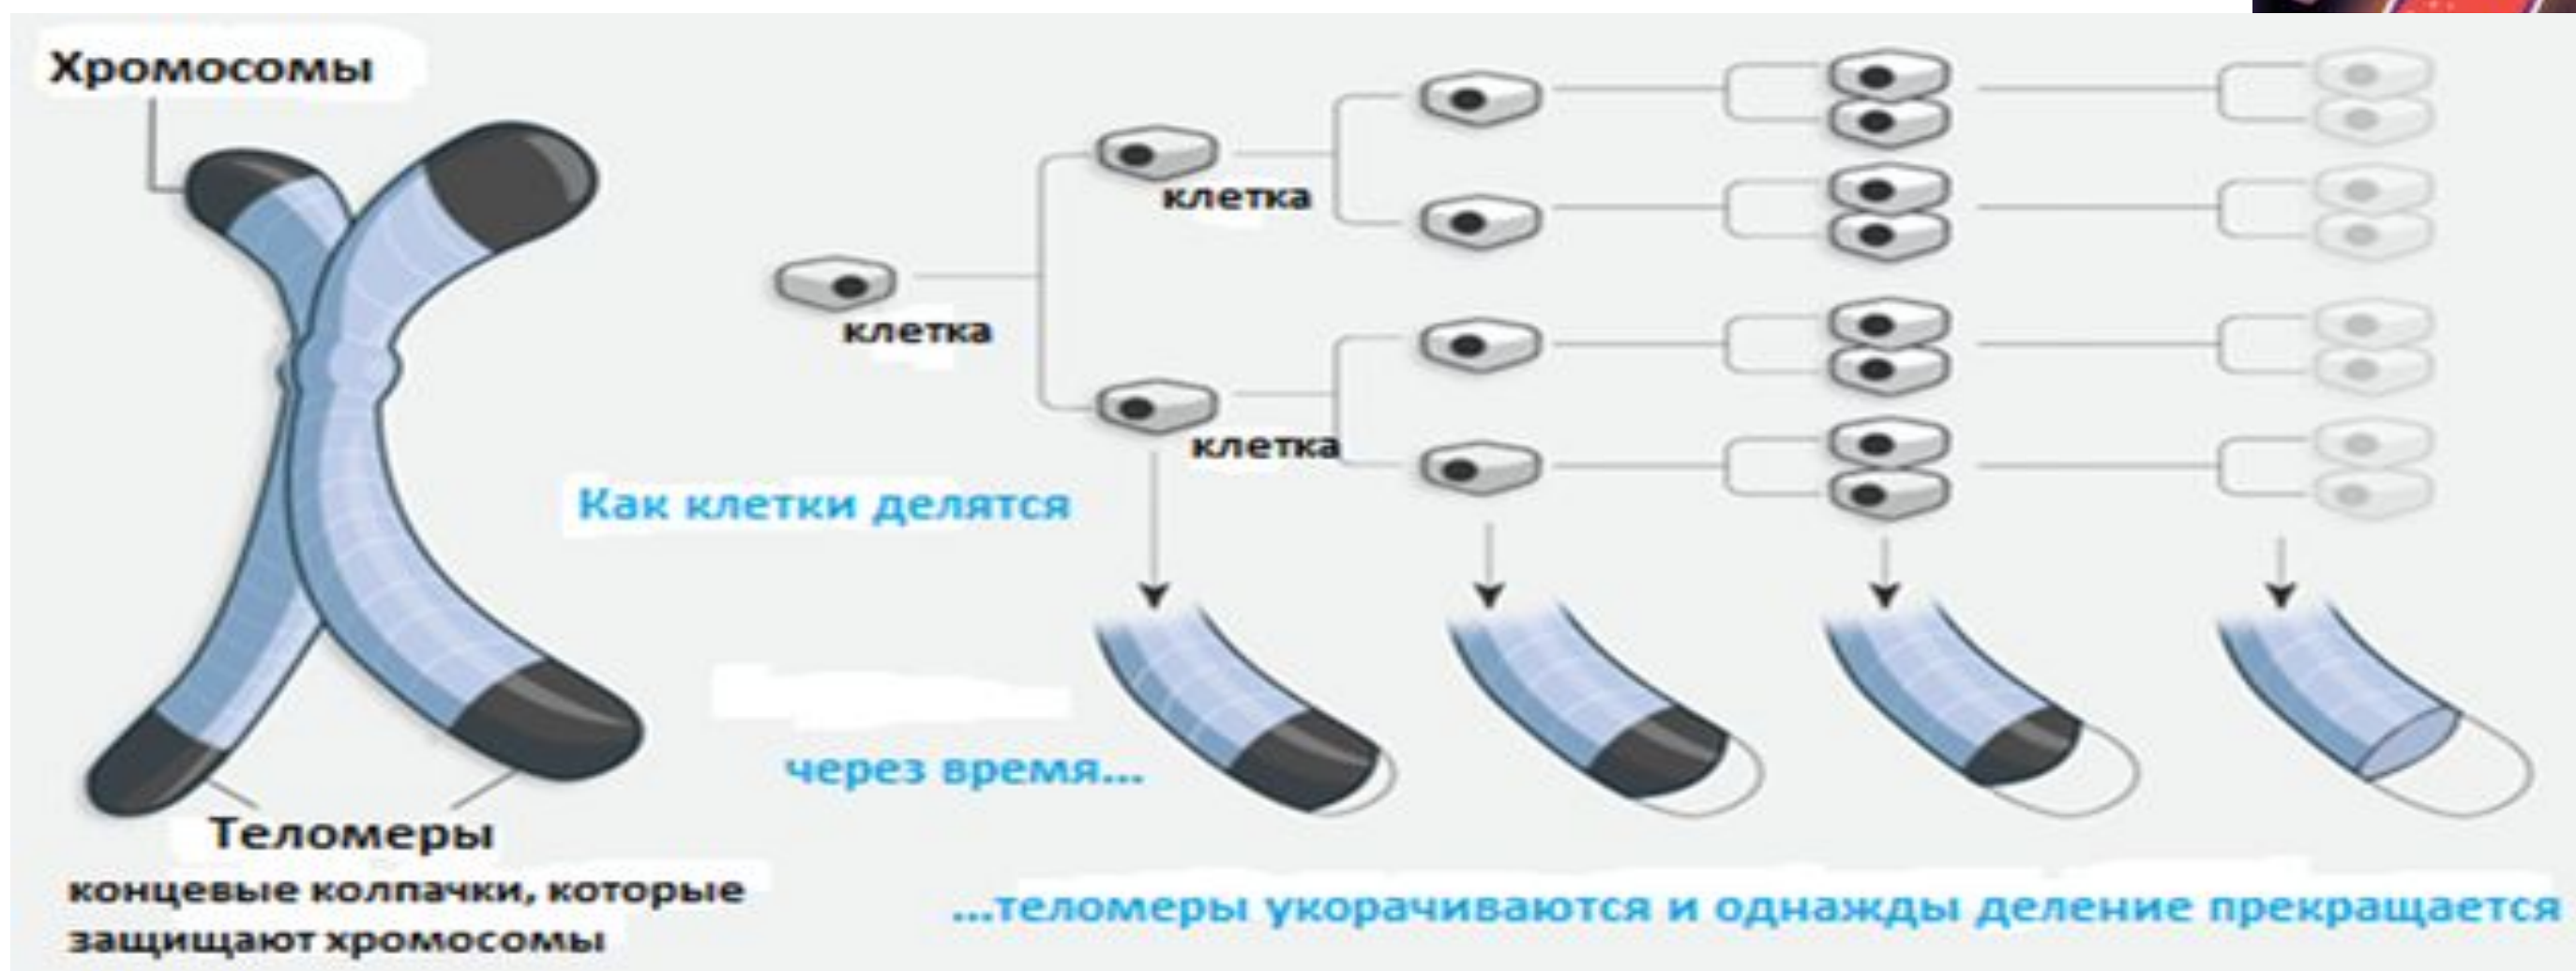 Хромосомы
клетка
клетка
клетка
Как клетки делятся
через время...
Теломеры
концевые колпачки, которые
защищают хромосомы
...теломеры укорачиваются и однажды деление прекращается